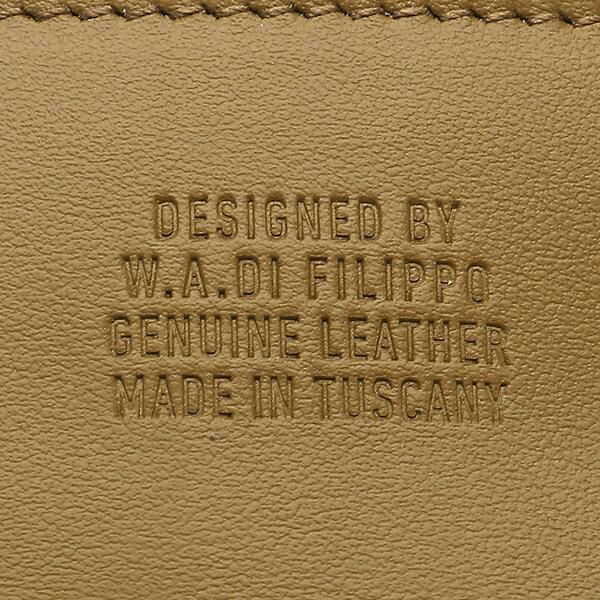 DESIGNED BY
W.A.DI FILIPPO
GENUINE LEATHER
MADE IN TUSCANY